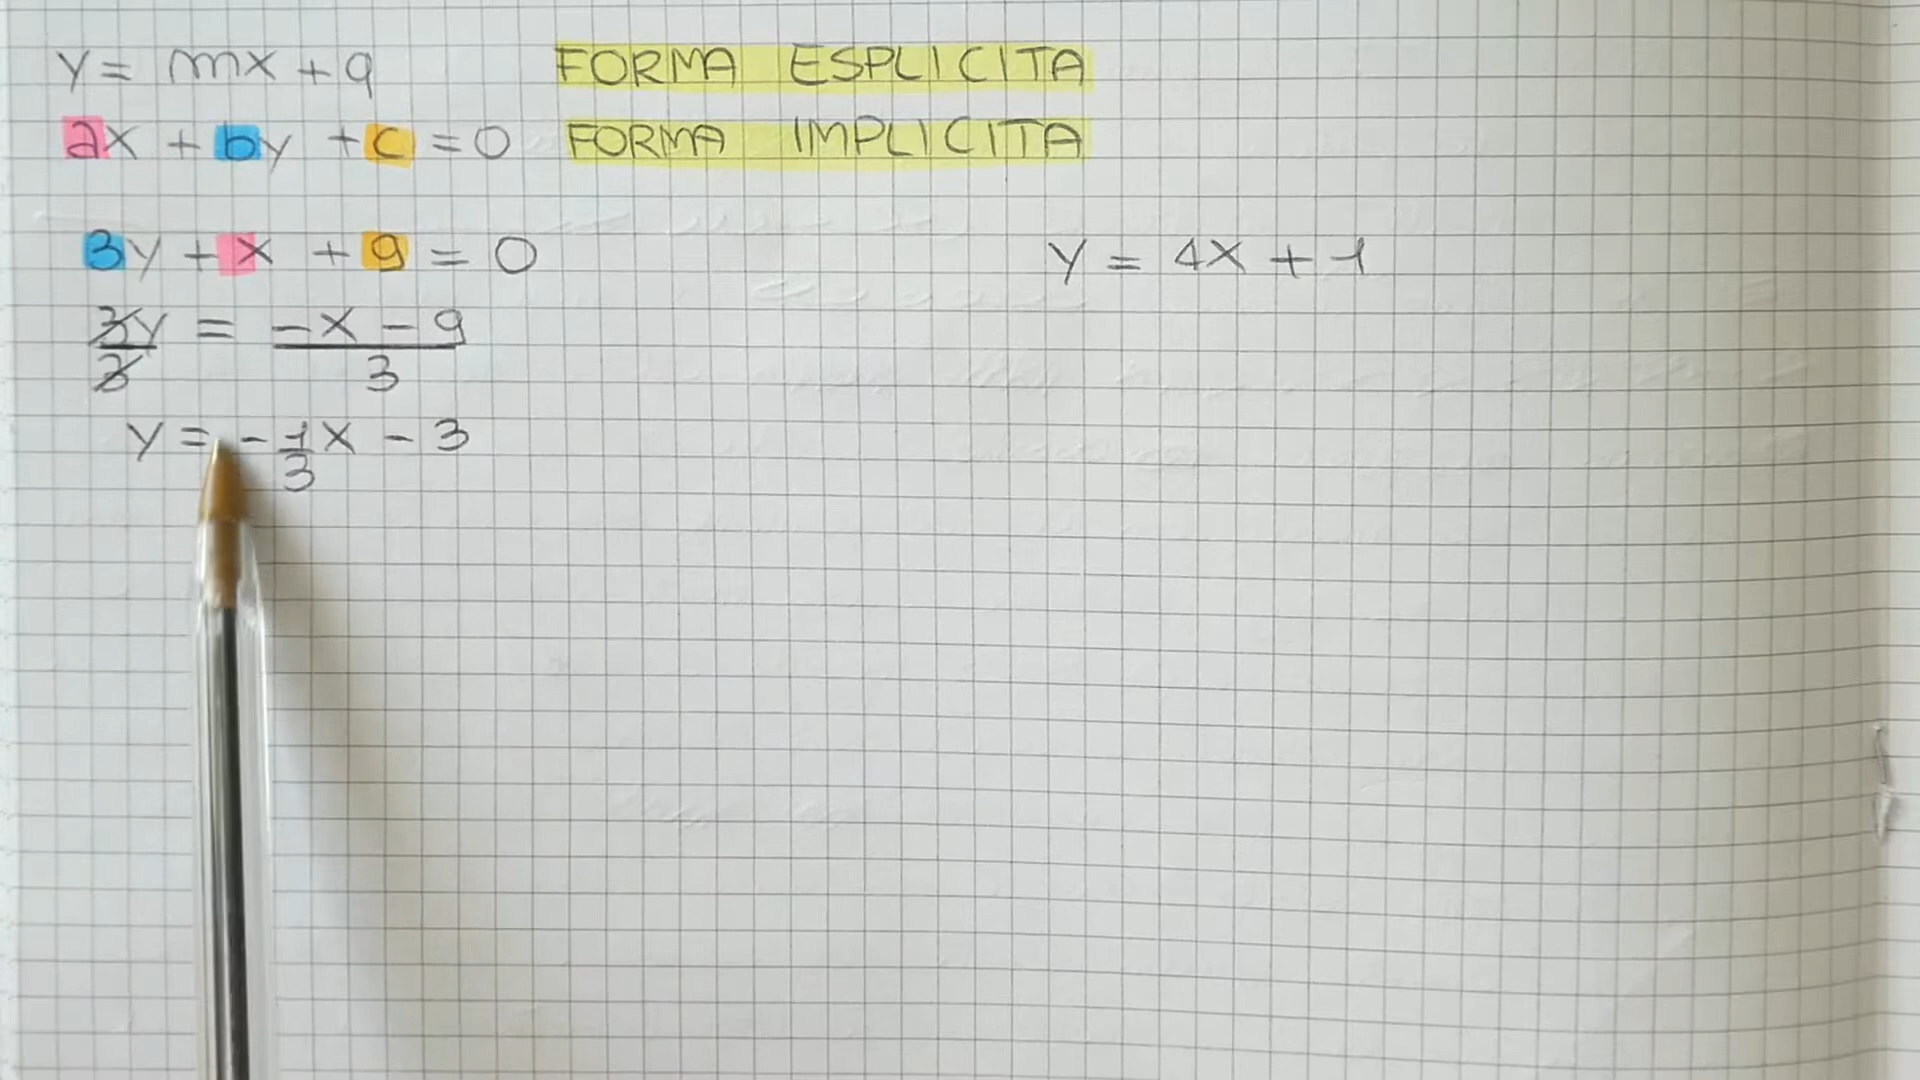 y = mx + q FORMA ESPLICITA
ax + by + c = 0 FORMA IMPLICITA
3y + x + 9 = 0
y = 4x + 1
3y/3 = (-x - 9)/3
y = -1/3 x - 3